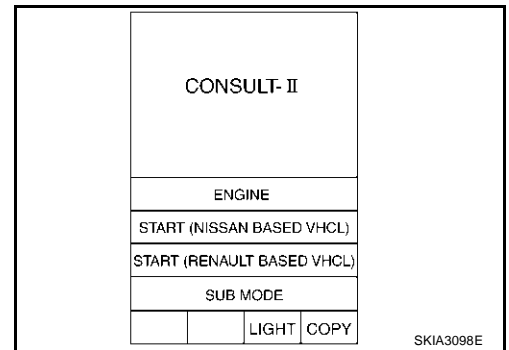 CONSULT-Ⅱ
ENGINE
START (NISSAN BASED VHCL)
START (RENAULT BASED VHCL)
SUB MODE
LIGHT COPY
SKIA3098E